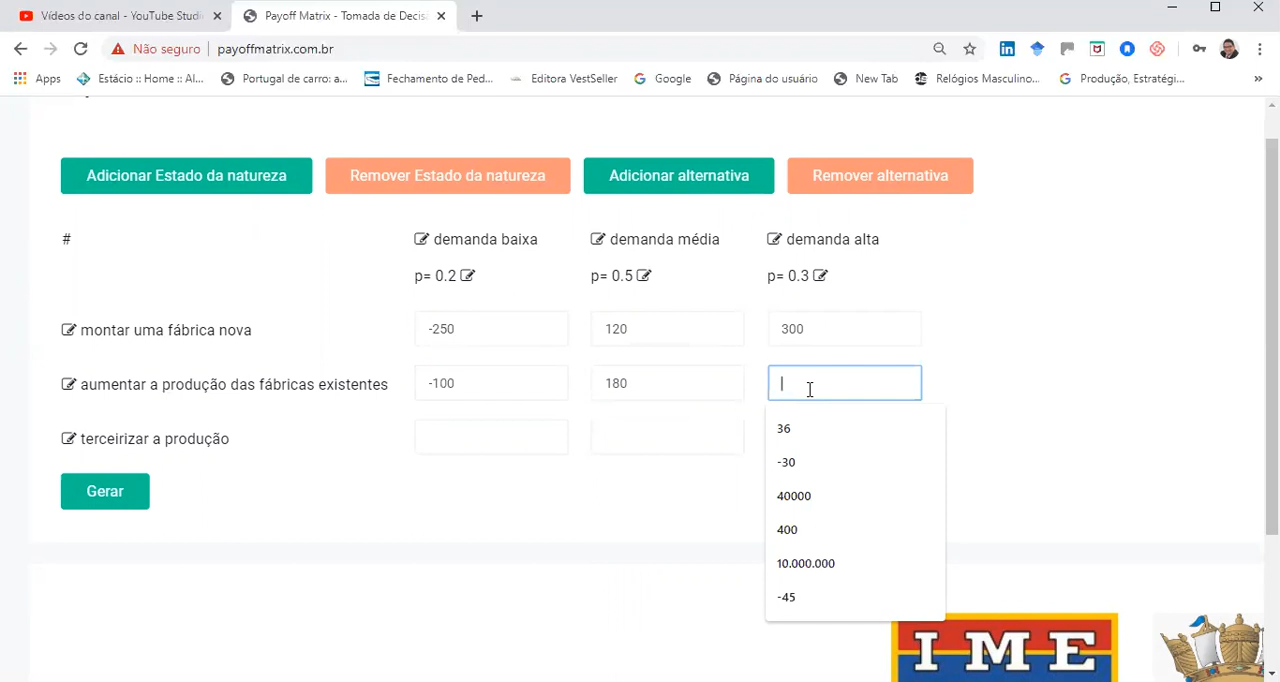 Vídeos do canal - YouTube Studi
Payoff Matrix - Tomada de Decisã
Não seguro
payoffmatrix.com.br
Apps
Estácio :: Home :: Al...
Portugal de carro: a...
Fechamento de Ped...
Editora VestSeller
Google
Página do usuário
New Tab
Relógios Masculino...
Produção, Estratégi...
»
Adicionar Estado da natureza
Remover Estado da natureza
Adicionar alternativa
Remover alternativa
#
demanda baixa
demanda média
demanda alta
p= 0.2
p= 0.5
p= 0.3
montar uma fábrica nova
-250
120
300
aumentar a produção das fábricas existentes
-100
180
36
terceirizar a produção
-30
Gerar
40000
400
10.000.000
-45
IME